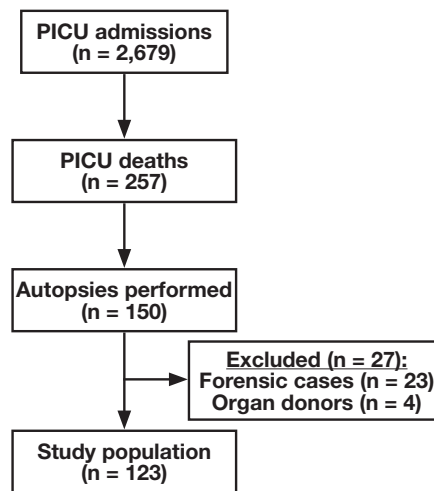 PICU admissions
(n = 2,679)
PICU deaths
(n = 257)
Autopsies performed
(n = 150)
Excluded (n = 27):
Forensic cases (n = 23)
Organ donors (n = 4)
Study population
(n = 123)